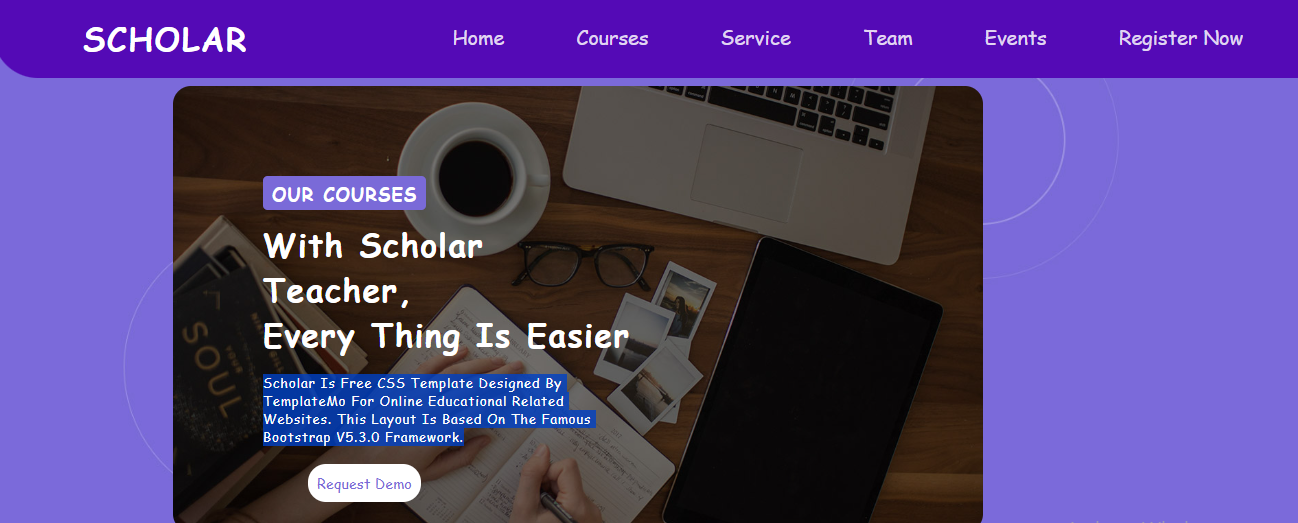 SCHOLAR
Home Courses Service Team Events Register Now
OUR COURSES
With Scholar
Teacher,
Every Thing Is Easier
Scholar Is Free CSS Template Designed By
TemplateMo For Online Educational Related
Websites. This Layout Is Based On The Famous
Bootstrap V5.3.0 Framework.
Request Demo
SOUL